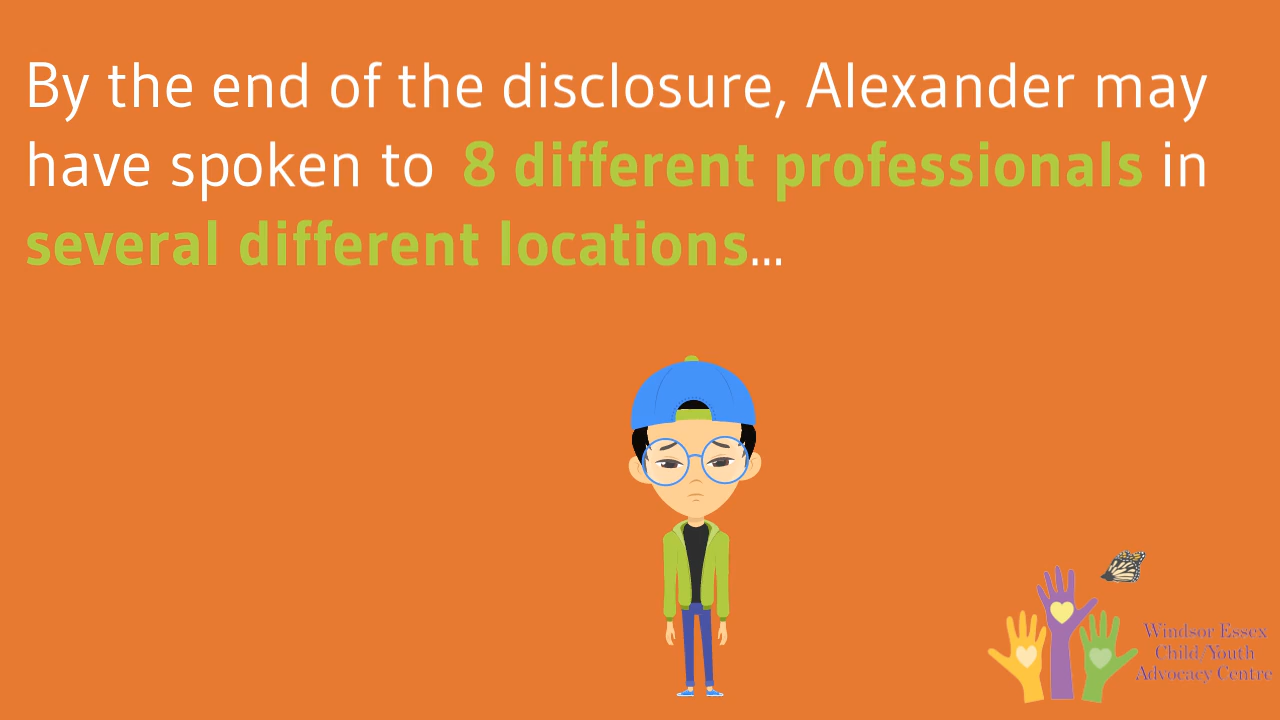 By the end of the disclosure, Alexander may
have spoken to 8 different professionals in
several different locations...
Windsor Essex
Child, Youth
Advocacy Centre